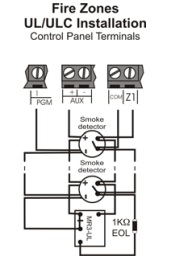 Fire Zones
UL/ULC Installation
Control Panel Terminals
+ -
PGM AUX COM Z1
Smoke
detector
+ -
Smoke
detector
+ -
MR3-UL
1KΩ
EOL